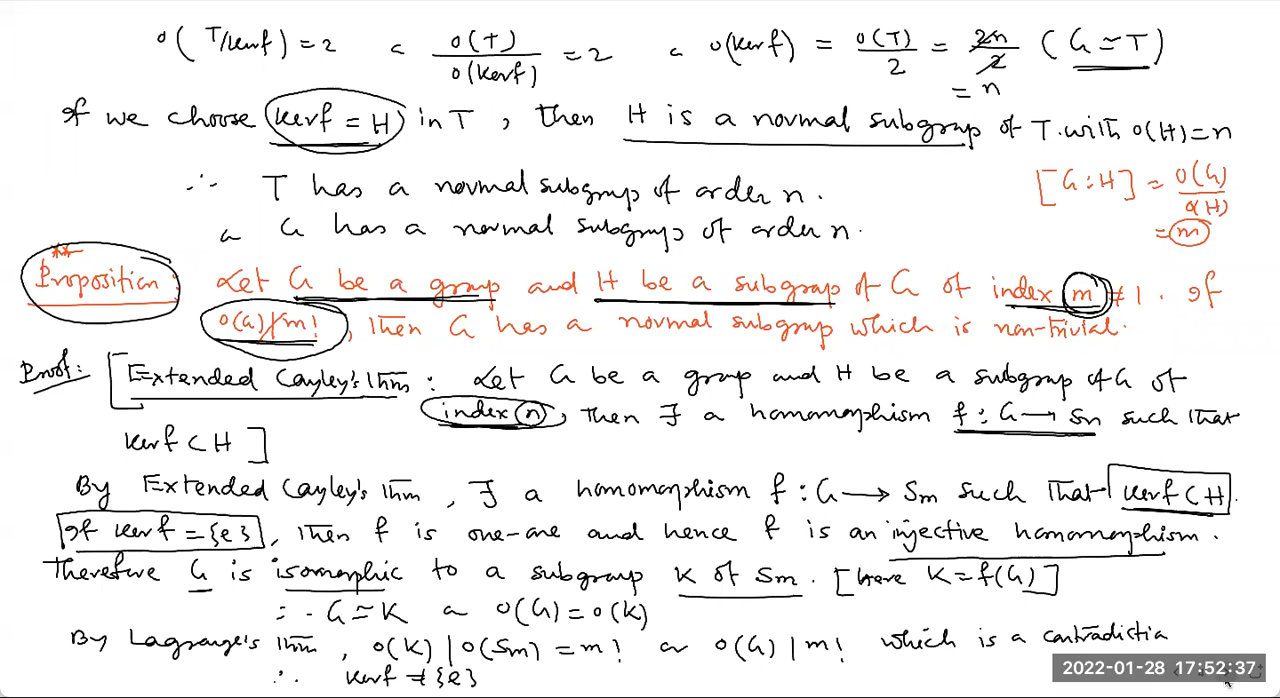 o(T/kerf) = 2 a o(T)/o(kerf) = 2 a o(kerf) = o(T)/2 = 2n/2 (G ≃ T)
= n
If we choose kerf = H in T, then H is a normal subgroup of T. with o(H) = n
∴ T has a normal subgroup of order n.
[G : H] = o(G)/o(H)
= m
a G has a normal subgroup of order n.
**
Proposition: Let G be a group and H be a subgroup of G of index m ≠ 1. If
o(G) ∤ m!, then G has a normal subgroup which is non-trivial.
Proof: [Extended Cayley's Thm : Let G be a group and H be a subgroup of G of
index n, then ∃ a homomorphism f : G → Sn such that
kerf ⊂ H ]
By Extended Cayley's Thm, ∃ a homomorphism f : G → Sm such that kerf ⊂ H.
If kerf = {e}, then f is one-one and hence f is an injective homomorphism.
Therefore G is isomorphic to a subgroup K of Sm. [here K = f(G)]
∴ G ≃ K a o(G) = o(K)
By Lagrange's Thm, o(K) | o(Sm) = m! or o(G) | m! which is a contradictia
∴ kerf ≠ {e}
2022-01-28 17:52:37